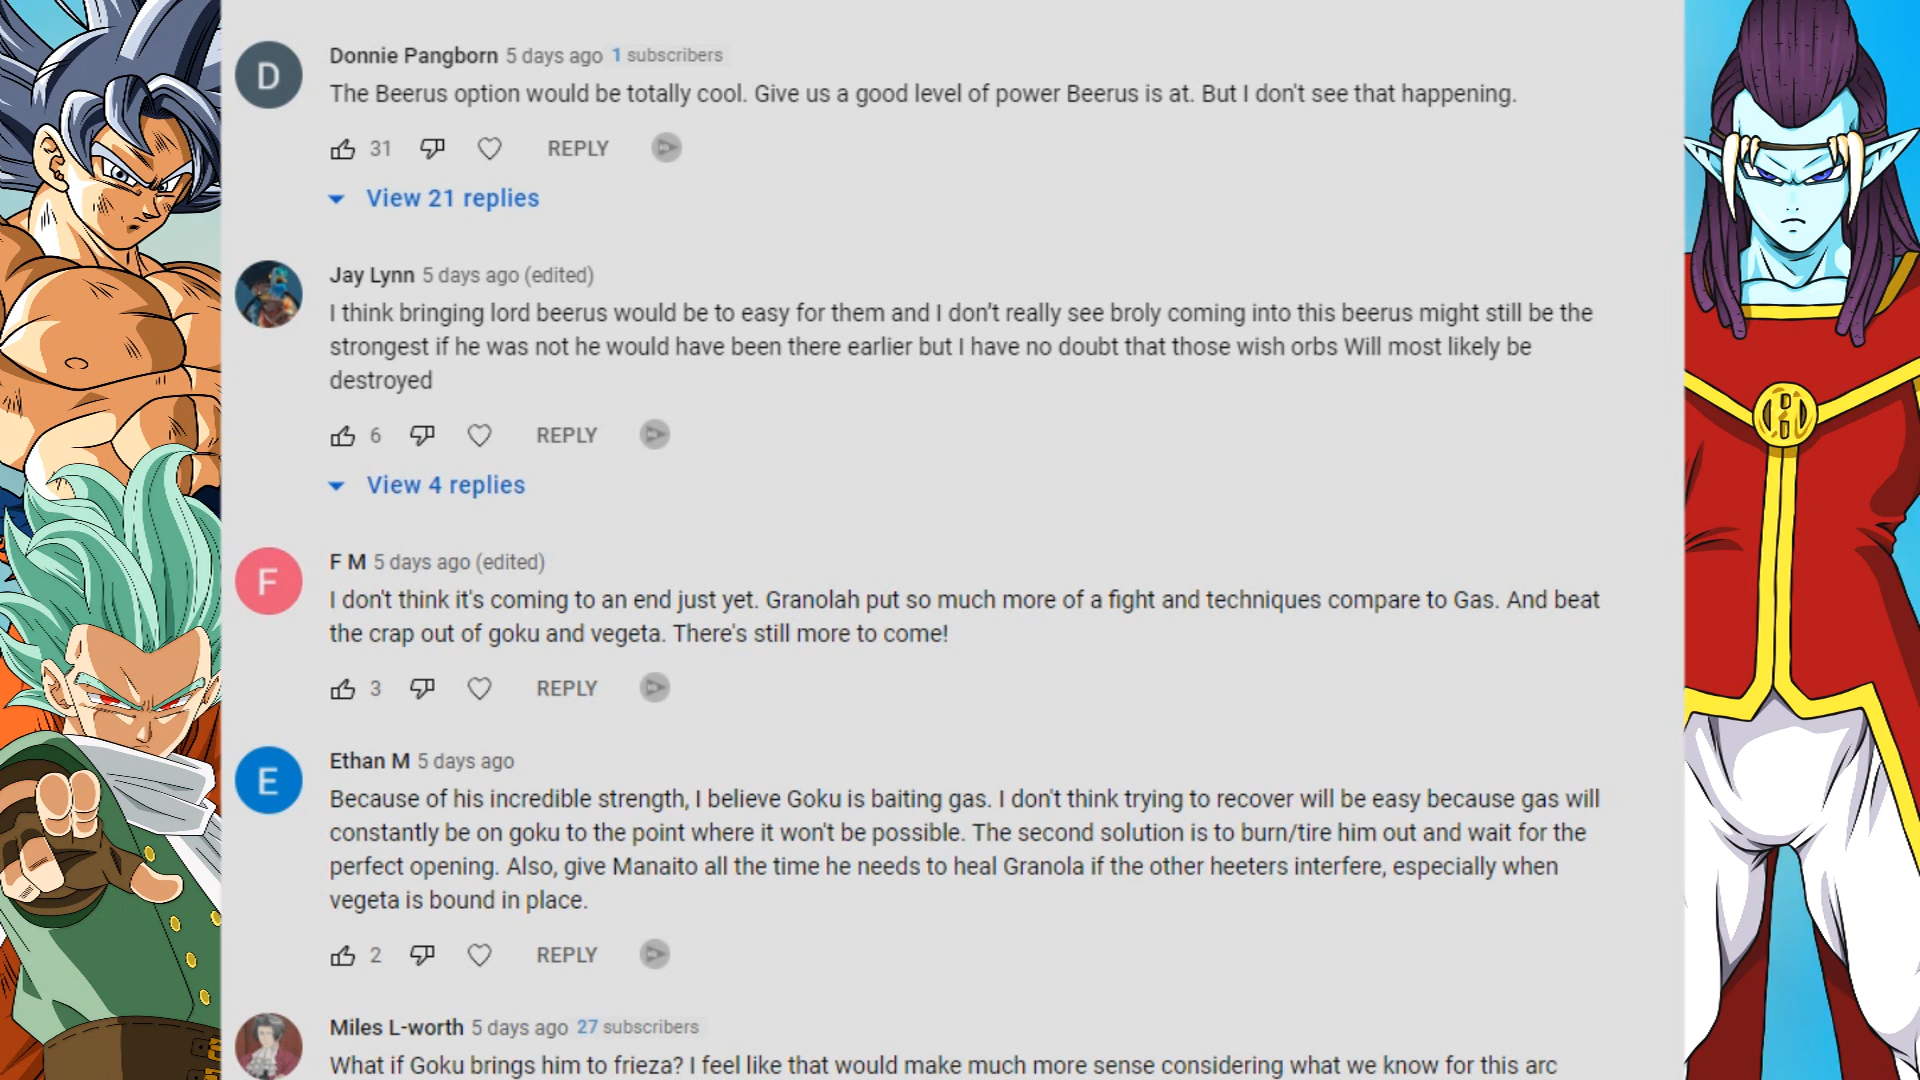 Donnie Pangborn 5 days ago 1 subscribers
The Beerus option would be totally cool. Give us a good level of power Beerus is at. But I don't see that happening.
31 REPLY
View 21 replies
Jay Lynn 5 days ago (edited)
I think bringing lord beerus would be to easy for them and I don't really see broly coming into this beerus might still be the
strongest if he was not he would have been there earlier but I have no doubt that those wish orbs Will most likely be
destroyed
6 REPLY
View 4 replies
F M 5 days ago (edited)
I don't think it's coming to an end just yet. Granolah put so much more of a fight and techniques compare to Gas. And beat
the crap out of goku and vegeta. There's still more to come!
3 REPLY
Ethan M 5 days ago
Because of his incredible strength, I believe Goku is baiting gas. I don't think trying to recover will be easy because gas will
constantly be on goku to the point where it won't be possible. The second solution is to burn/tire him out and wait for the
perfect opening. Also, give Manaito all the time he needs to heal Granola if the other heeters interfere, especially when
vegeta is bound in place.
2 REPLY
Miles L-worth 5 days ago 27 subscribers
What if Goku brings him to frieza? I feel like that would make much more sense considering what we know for this arc
D
F
E